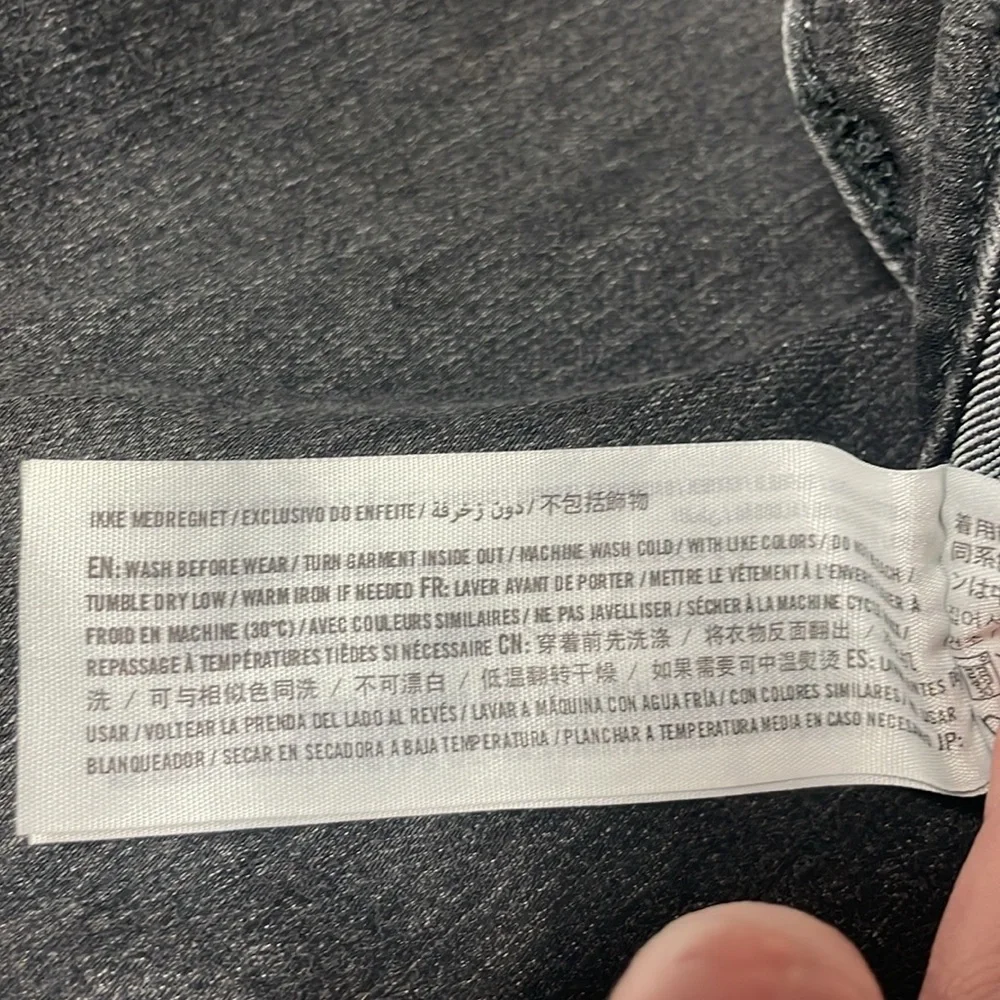 IKKE MEDREGNET / EXCLUSIVO DO ENFEITE / دون زخرفة / 不包括飾物
EN: WASH BEFORE WEAR / TURN GARMENT INSIDE OUT / MACHINE WASH COLD / WITH LIKE COLORS / DO /
TUMBLE DRY LOW / WARM IRON IF NEEDED FR: LAVER AVANT DE PORTER / METTRE LE VÊTEMENT À À
FROID EN MACHINE (30°C) / AVEC COULEURS SIMILAIRES / NE PAS JAVELLISER / SÉCHER À LA MACHINE /
REPASSAGE À TEMPÉRATURES TIÈDES SI NÉCESSAIRE CN: 穿着前先洗涤 / 将衣物反面翻出 /
洗 / 可与相似色同洗 / 不可漂白 / 低温翻转干燥 / 如果需要可中温熨烫 ES:
USAR / VOLTEAR LA PRENDA DEL LADO AL REVÉS / LAVAR A MÁQUINA CON AGUA FRÍA / CON COLORES SIMILARES USAR
BLANQUEADOR / SECAR EN SECADORA A BAJA TEMPERATURA / PLANCHAR A TEMPERATURA MEDIA EN CASO JP:
着用
同系